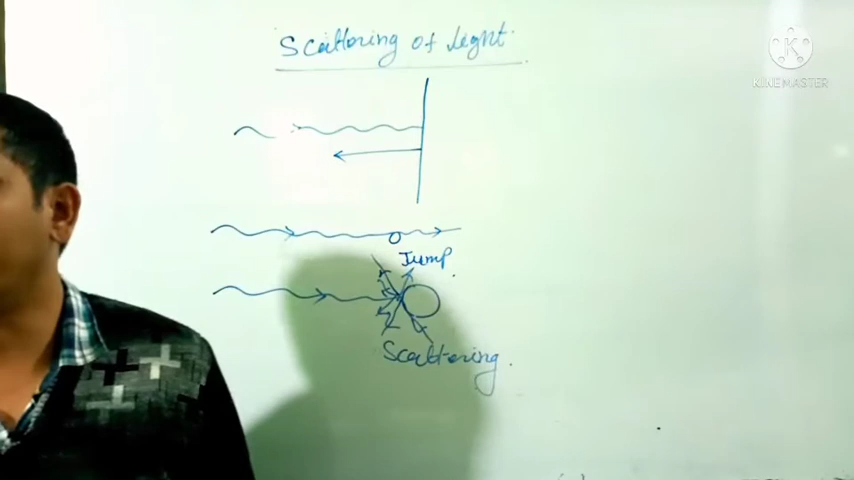 Scattering of Light
KINEMASTER
Jump
Scattering